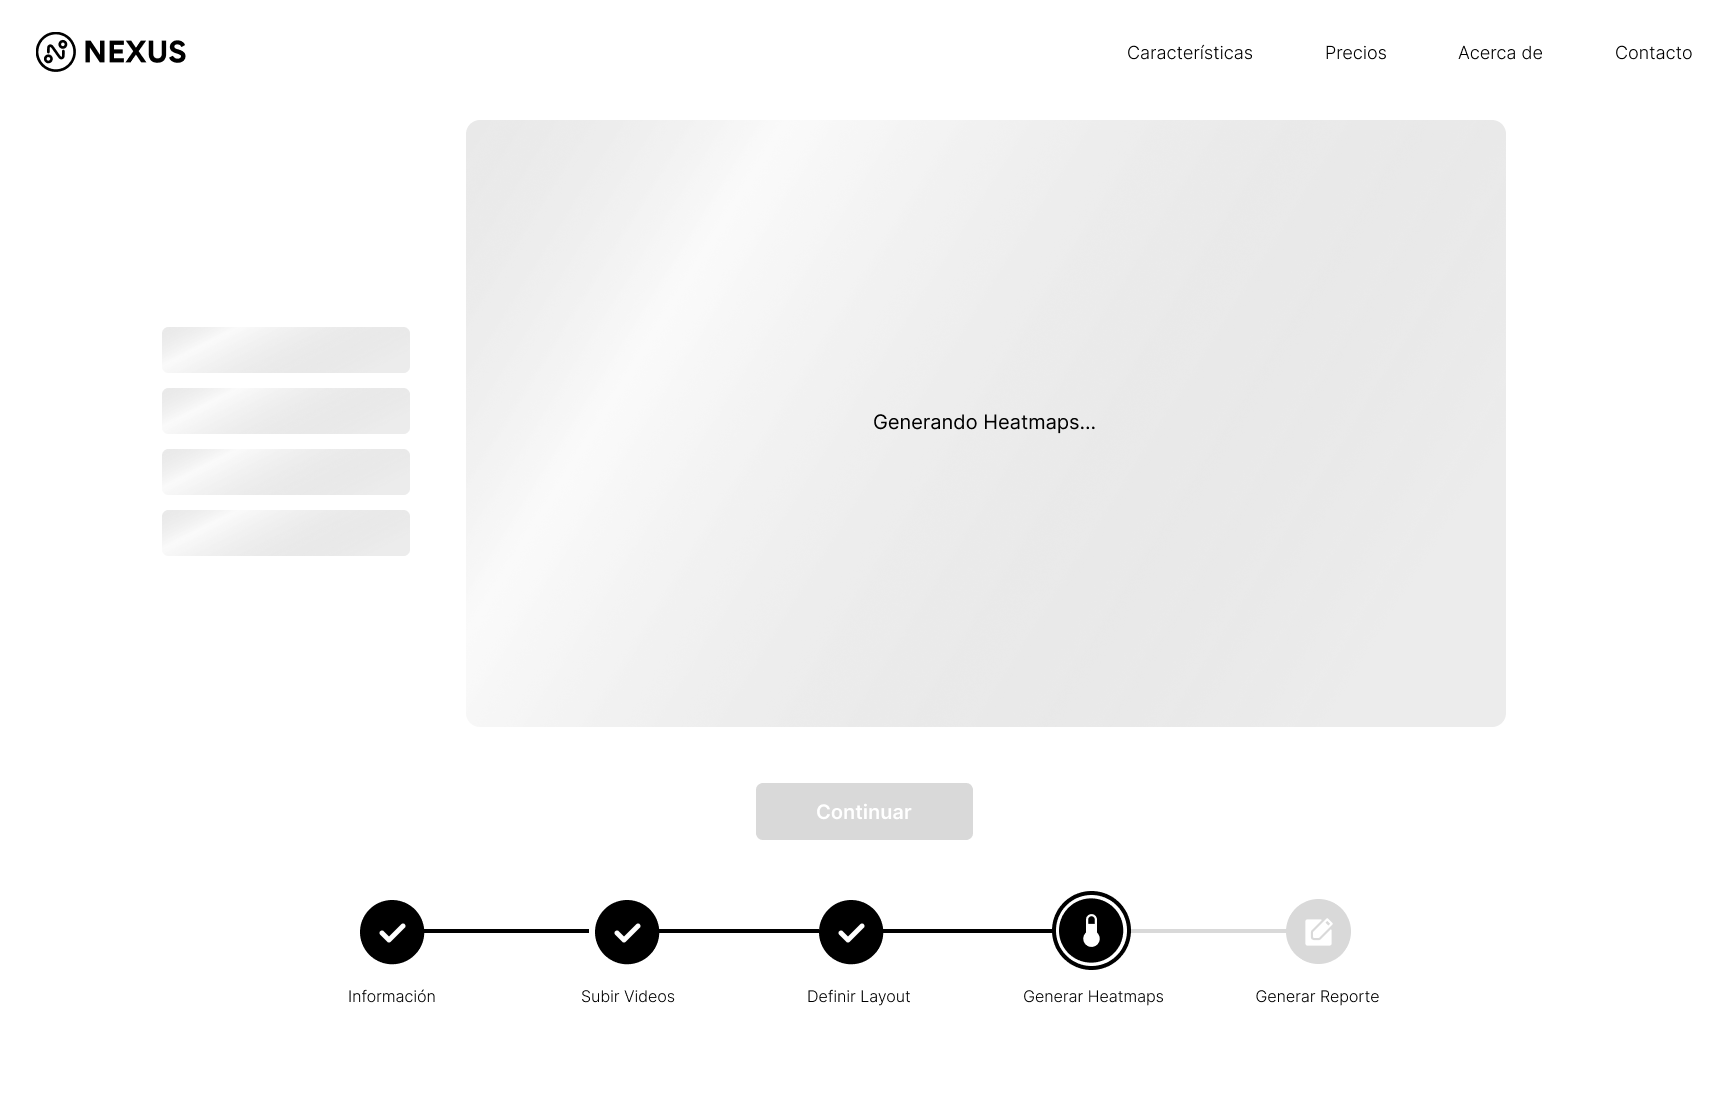 NEXUS
Características
Precios
Acerca de
Contacto
Generando Heatmaps...
Continuar
Información
Subir Videos
Definir Layout
Generar Heatmaps
Generar Reporte